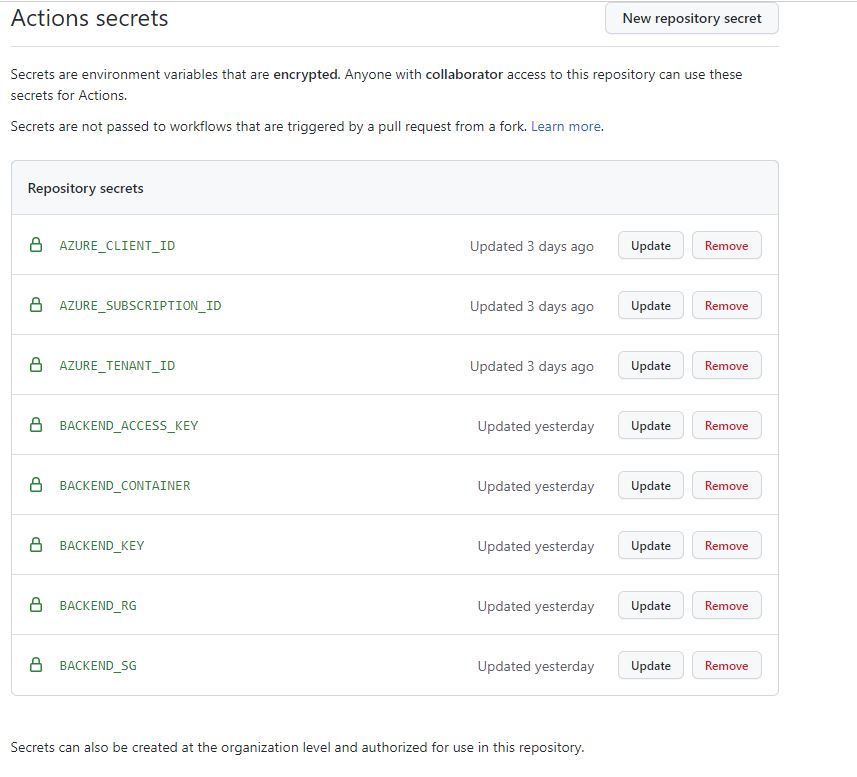 Actions secrets
New repository secret
Secrets are environment variables that are encrypted. Anyone with collaborator access to this repository can use these
secrets for Actions.
Secrets are not passed to workflows that are triggered by a pull request from a fork. Learn more.
Repository secrets
AZURE_CLIENT_ID Updated 3 days ago Update Remove
AZURE_SUBSCRIPTION_ID Updated 3 days ago Update Remove
AZURE_TENANT_ID Updated 3 days ago Update Remove
BACKEND_ACCESS_KEY Updated yesterday Update Remove
BACKEND_CONTAINER Updated yesterday Update Remove
BACKEND_KEY Updated yesterday Update Remove
BACKEND_RG Updated yesterday Update Remove
BACKEND_SG Updated yesterday Update Remove
Secrets can also be created at the organization level and authorized for use in this repository.